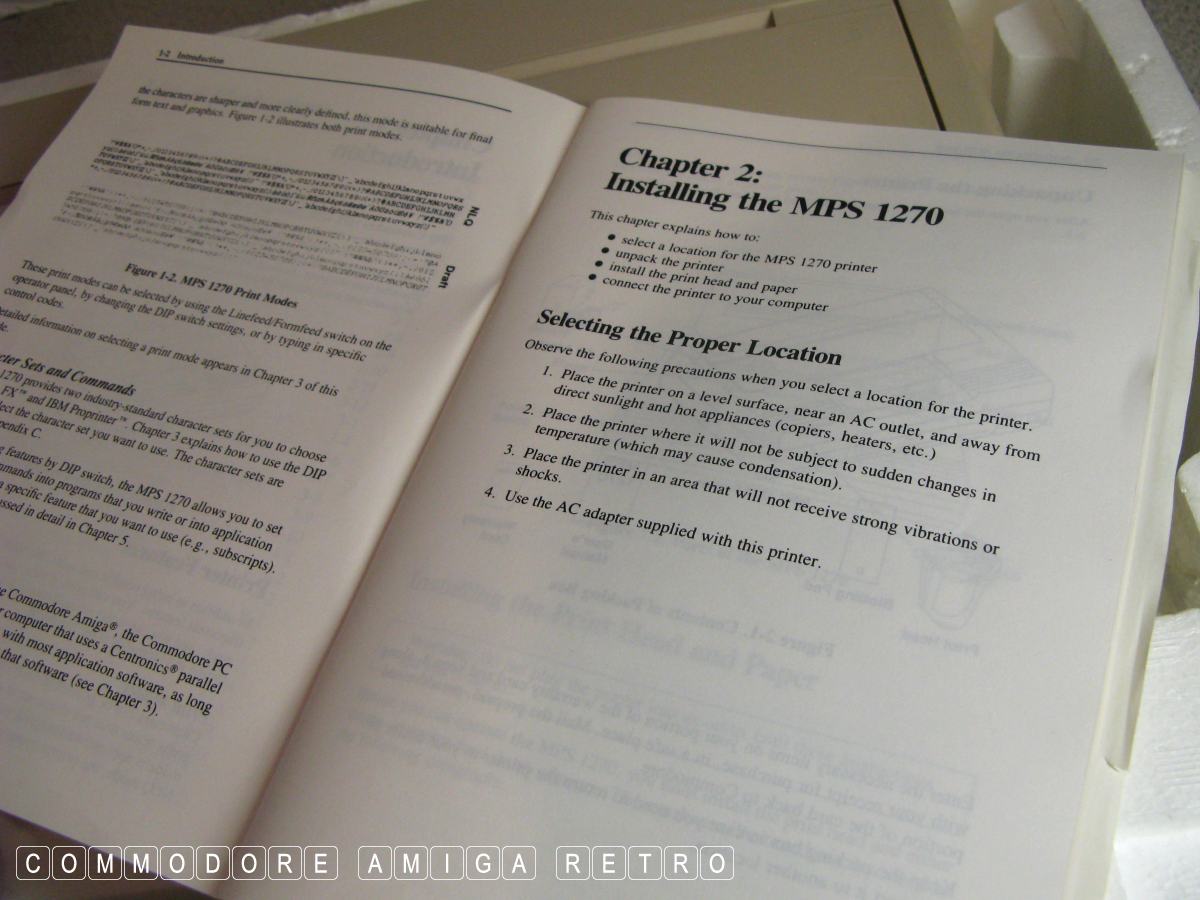 1-2 Introduction
the characters are sharper and more clearly defined, this mode is suitable for final
form text and graphics. Figure 1-2 illustrates both print modes.
NLQ
Draft
Figure 1-2. MPS 1270 Print Modes
These print modes can be selected by using the Linefeed/Formfeed switch on the
operator panel, by changing the DIP switch settings, or by typing in specific
control codes.
etailed information on selecting a print mode appears in Chapter 3 of this
cter Sets and Commands
1270 provides two industry-standard character sets for you to choose
FX™ and IBM Proprinter™. Chapter 3 explains how to use the DIP
lect the character set you want to use. The character sets are
pendix C.
g features by DIP switch, the MPS 1270 allows you to set
mmands into programs that you write or into application
specific feature that you want to use (e.g., subscripts).
ussed in detail in Chapter 5.
e Commodore Amiga®, the Commodore PC
r computer that uses a Centronics® parallel
with most application software, as long
that software (see Chapter 3).
Chapter 2:
Installing the MPS 1270
This chapter explains how to:
● select a location for the MPS 1270 printer
● unpack the printer
● install the print head and paper
● connect the printer to your computer
Selecting the Proper Location
Observe the following precautions when you select a location for the printer.
1. Place the printer on a level surface, near an AC outlet, and away from
direct sunlight and hot appliances (copiers, heaters, etc.)
2. Place the printer where it will not be subject to sudden changes in
temperature (which may cause condensation).
3. Place the printer in an area that will not receive strong vibrations or
shocks.
4. Use the AC adapter supplied with this printer.
COMMODORE AMIGA RETRO